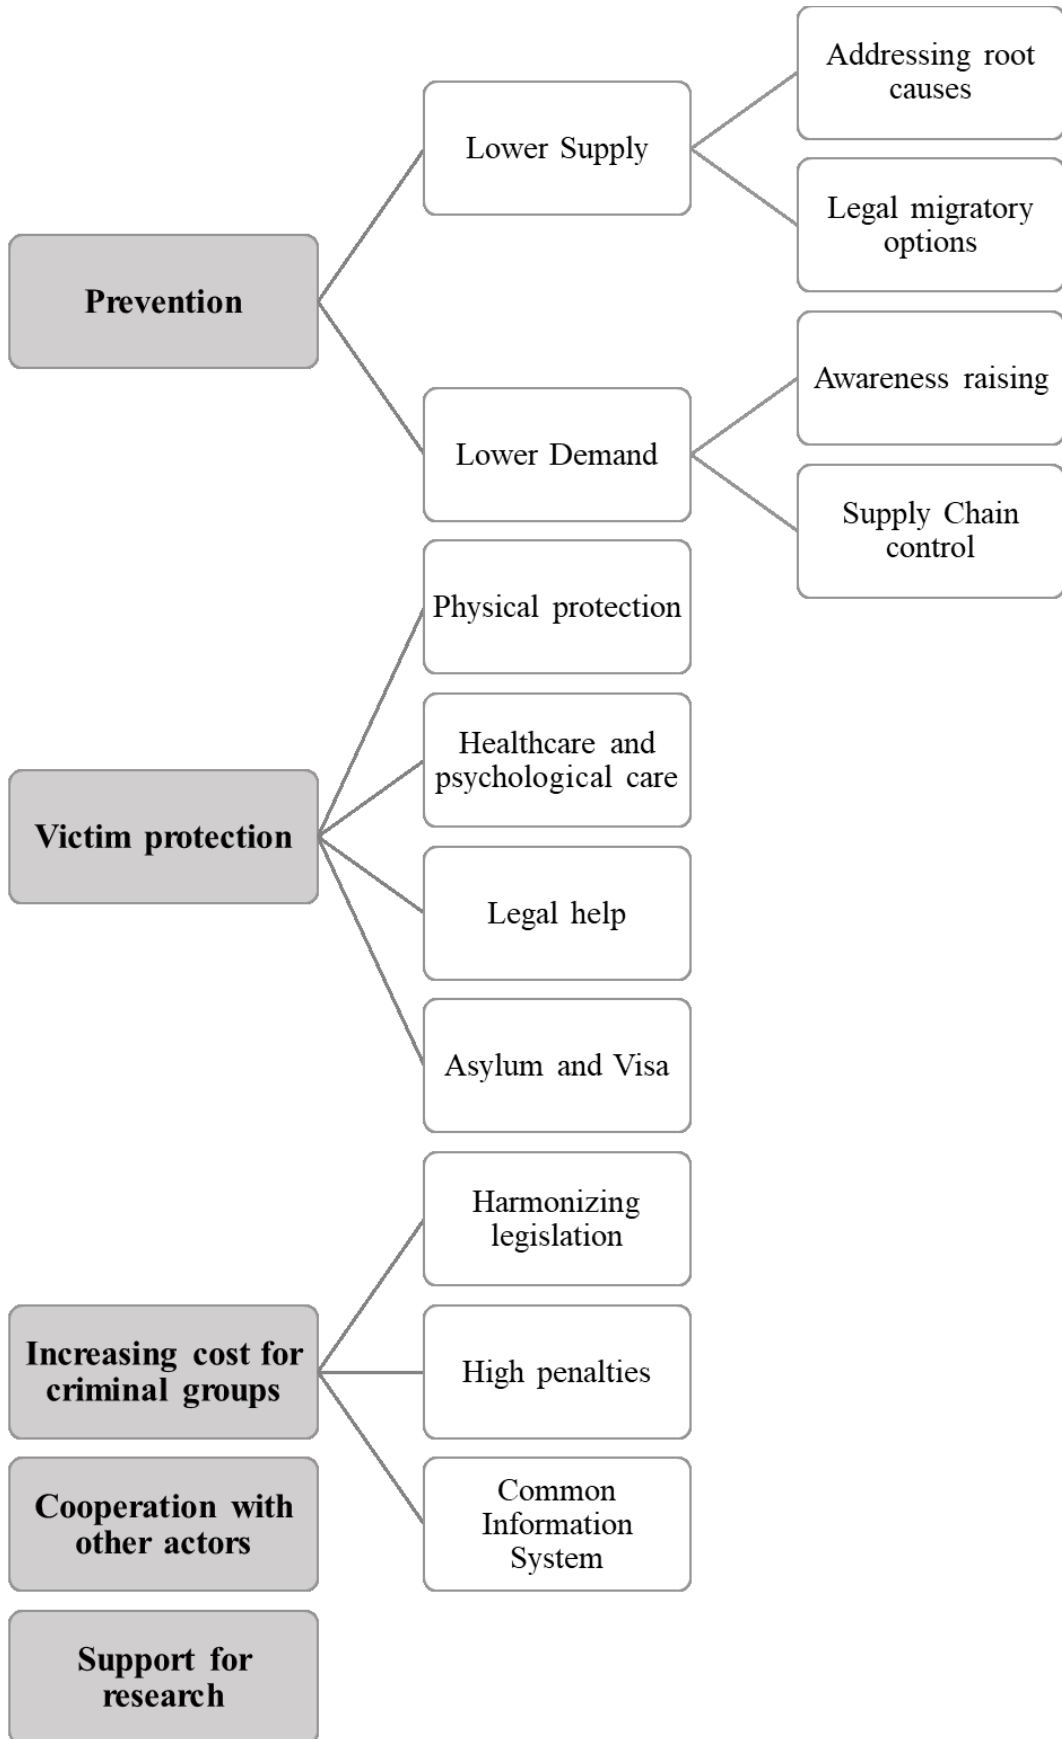 Prevention
Lower Supply
Addressing root
causes
Legal migratory
options
Lower Demand
Awareness raising
Supply Chain
control
Victim protection
Physical protection
Healthcare and
psychological care
Legal help
Asylum and Visa
Increasing cost for
criminal groups
Harmonizing
legislation
High penalties
Common
Information
System
Cooperation with
other actors
Support for
research